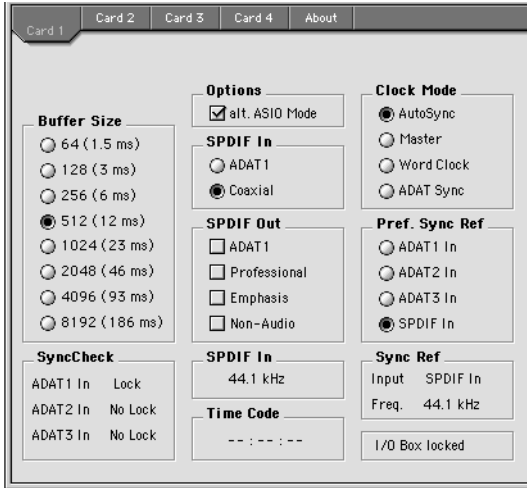 Card 1
Card 2
Card 3
Card 4
About
Buffer Size
64 (1.5 ms)
128 (3 ms)
256 (6 ms)
512 (12 ms)
1024 (23 ms)
2048 (46 ms)
4096 (93 ms)
8192 (186 ms)
SyncCheck
ADAT1 In Lock
ADAT2 In No Lock
ADAT3 In No Lock
Options
alt. ASIO Mode
SPDIF In
ADAT1
Coaxial
SPDIF Out
ADAT1
Professional
Emphasis
Non-Audio
SPDIF In
44.1 kHz
Time Code
-- : -- : --
Clock Mode
AutoSync
Master
Word Clock
ADAT Sync
Pref. Sync Ref
ADAT1 In
ADAT2 In
ADAT3 In
SPDIF In
Sync Ref
Input SPDIF In
Freq. 44.1 kHz
I/O Box locked